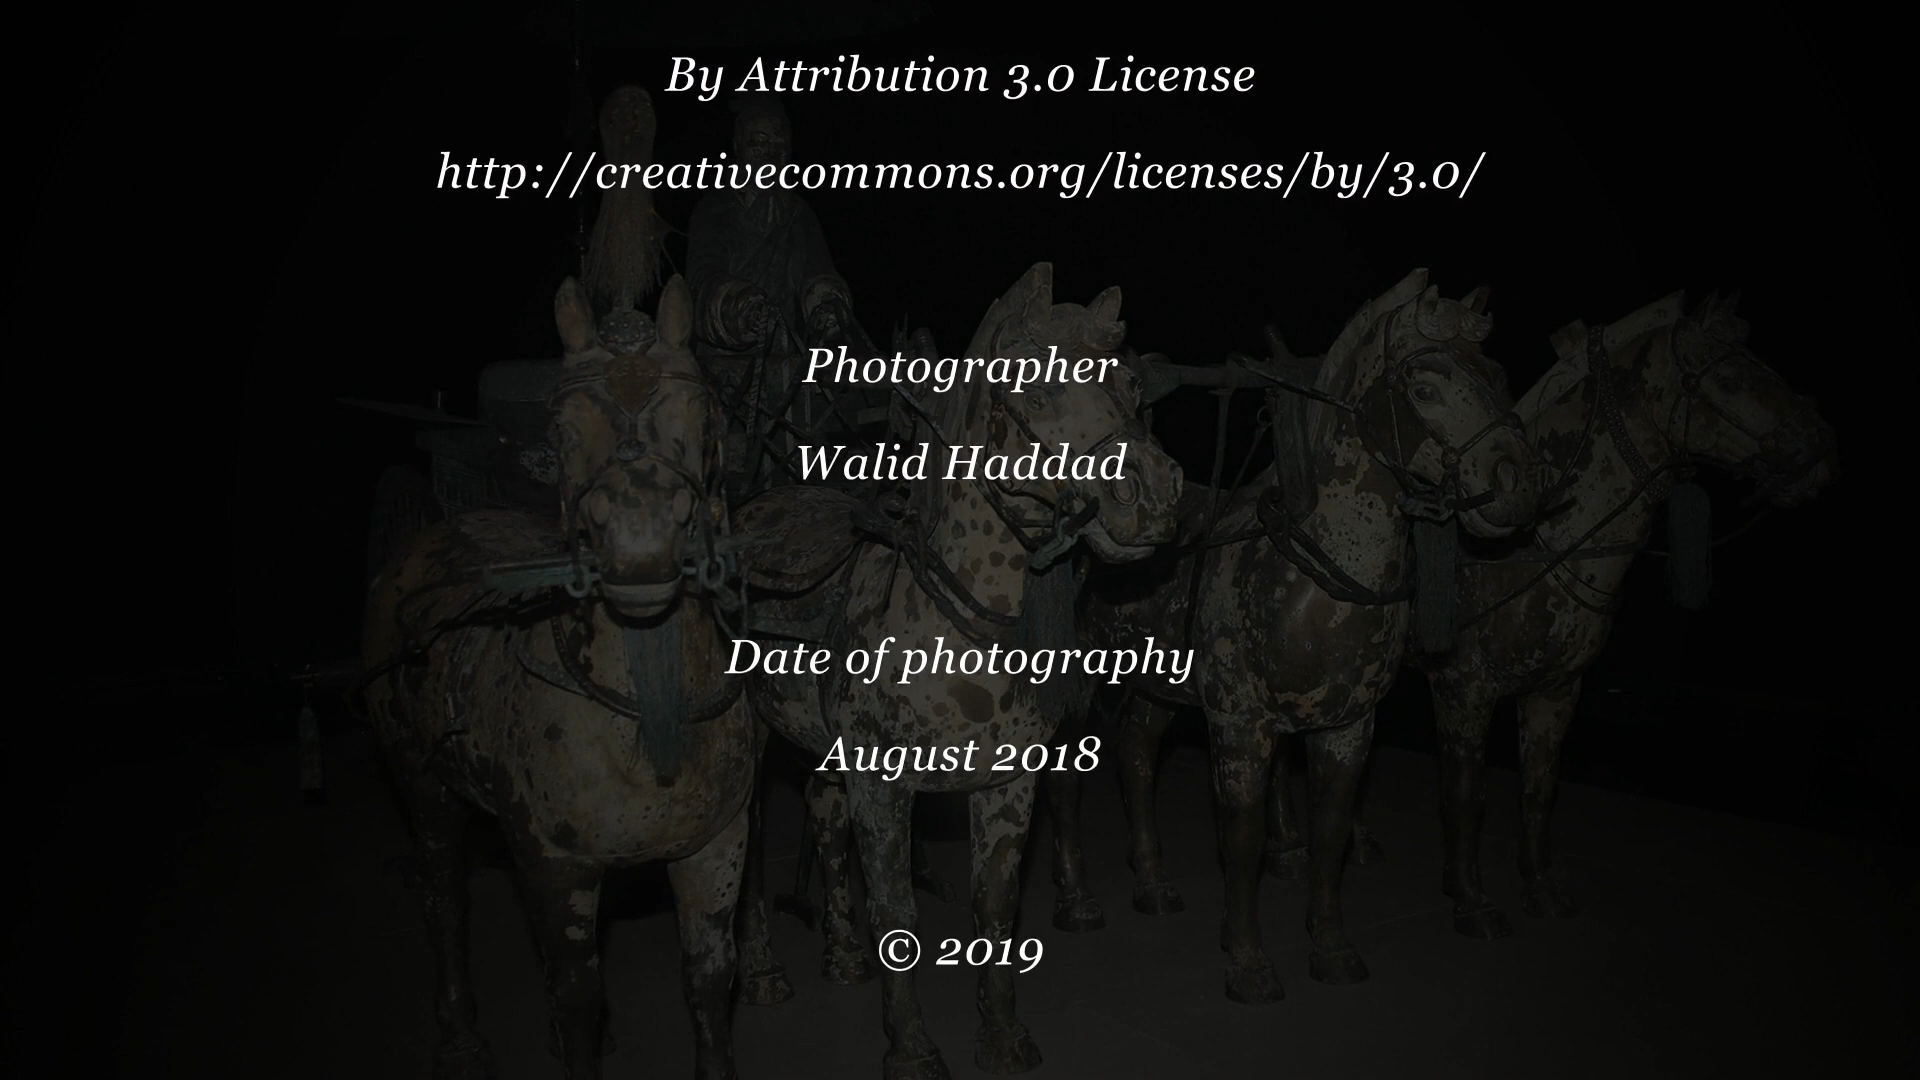 By Attribution 3.0 License
http://creativecommons.org/licenses/by/3.0/
Photographer
Walid Haddad
Date of photography
August 2018
© 2019